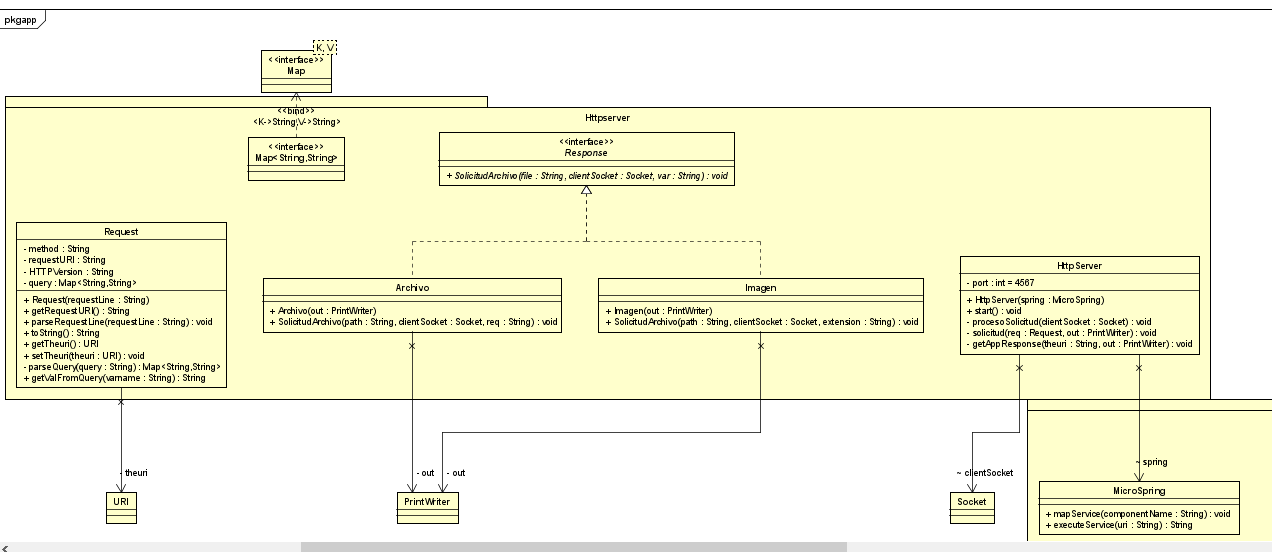 pkgapp
K, V
<<interface>>
Map
<<bind>>
<K->String,V->String>
<<interface>>
Map<String,String>
Httpserver
<<interface>>
Response
+ SolicitudArchivo(file : String, clientSocket : Socket, var : String) : void
Request
- method : String
- requestURI : String
- HTTPVersion : String
- query : Map<String,String>
+ Request(requestLine : String)
+ getRequestURI() : String
+ parseRequestLine(requestLine : String) : void
+ toString() : String
+ getTheuri() : URI
+ setTheuri(theuri : URI) : void
- parseQuery(query : String) : Map<String,String>
+ getValFromQuery(varname : String) : String
Archivo
+ Archivo(out : PrintWriter)
+ SolicitudArchivo(path : String, clientSocket : Socket, req : String) : void
Imagen
+ Imagen(out : PrintWriter)
+ SolicitudArchivo(path : String, clientSocket : Socket, extension : String) : void
HttpServer
- port : int = 4567
+ HttpServer(spring : MicroSpring)
+ start() : void
- procesoSolicitud(clientSocket : Socket) : void
- solicitud(req : Request, out : PrintWriter) : void
- getAppResponse(theuri : String, out : PrintWriter) : void
- theuri
- out
- out
~ clientSocket
~ spring
URI
PrintWriter
Socket
MicroSpring
+ mapService(componentName : String) : void
+ executeService(uri : String) : String